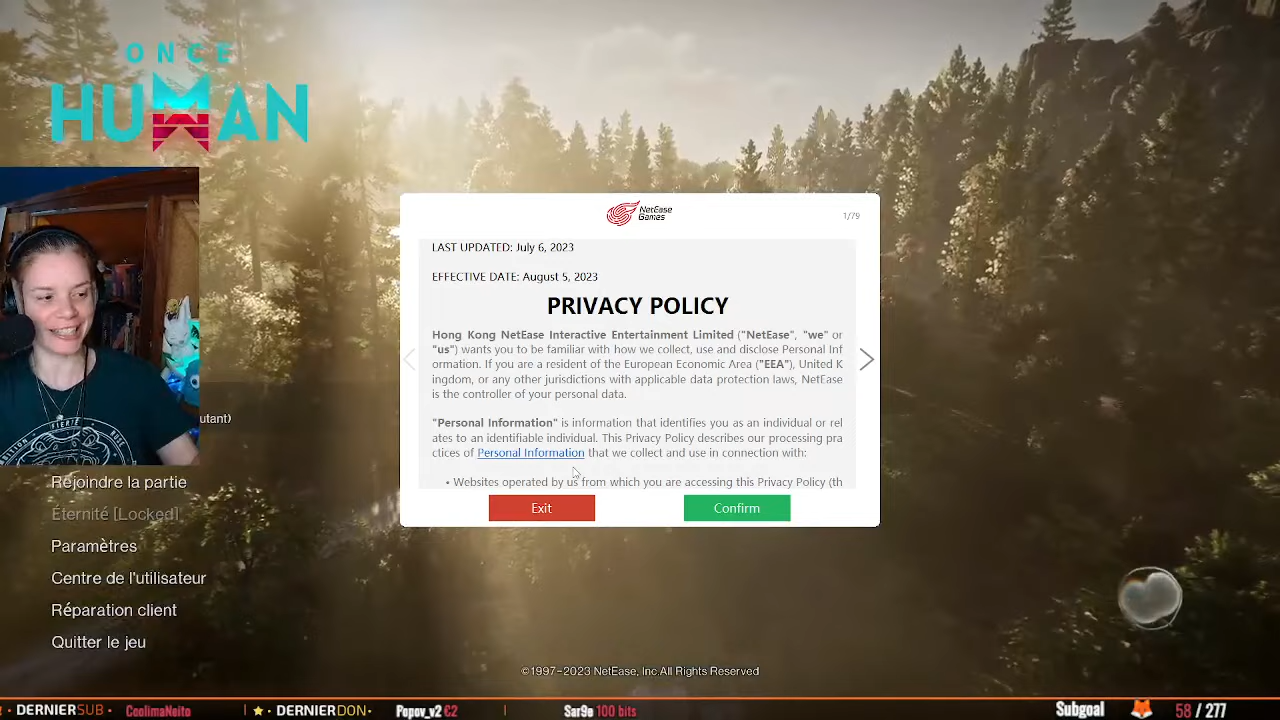 ONCE
HUMAN
NetEase
Games
1/79
LAST UPDATED: July 6, 2023
EFFECTIVE DATE: August 5, 2023
PRIVACY POLICY
Hong Kong NetEase Interactive Entertainment Limited ("NetEase", "we" or
"us") wants you to be familiar with how we collect, use and disclose Personal Inf
ormation. If you are a resident of the European Economic Area ("EEA"), United K
ingdom, or any other jurisdictions with applicable data protection laws, NetEase
is the controller of your personal data.
"Personal Information" is information that identifies you as an individual or rel
ates to an identifiable individual. This Privacy Policy describes our processing pra
ctices of Personal Information that we collect and use in connection with:
• Websites operated by us from which you are accessing this Privacy Policy (th
Exit
Confirm
utant)
Rejoindre la partie
Éternité [Locked]
Paramètres
Centre de l'utilisateur
Réparation client
Quitter le jeu
©1997-2023 NetEase, Inc.All Rights Reserved
• DERNIERSUB • CoolimaNeito | ★ • DERNIERDON • Popov_v2 €2 | Sar9e 100 bits Subgoal 58 / 277